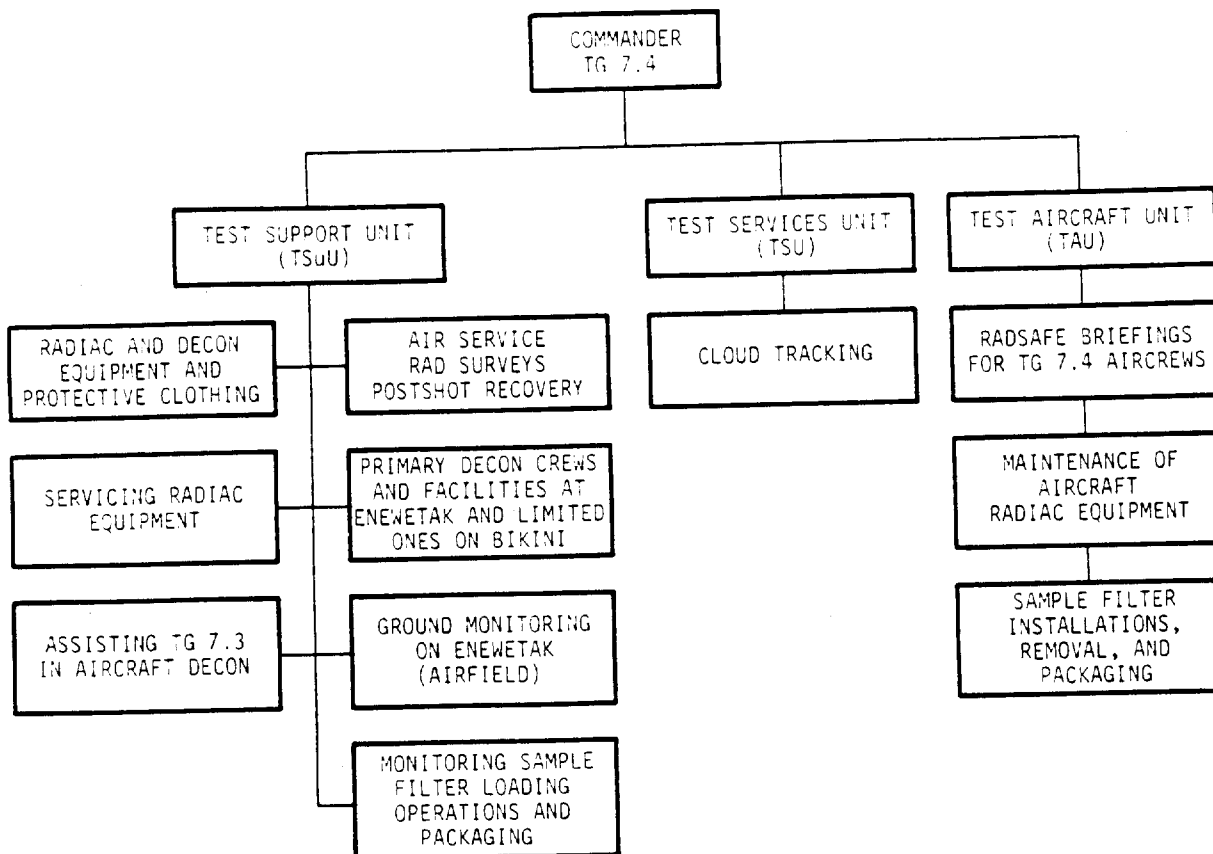 COMMANDER
TG 7.4
TEST SUPPORT UNIT
(TSuU)
TEST SERVICES UNIT
(TSU)
TEST AIRCRAFT UNIT
(TAU)
RADIAC AND DECON
EQUIPMENT AND
PROTECTIVE CLOTHING
AIR SERVICE
RAD SURVEYS
POSTSHOT RECOVERY
CLOUD TRACKING
RADSAFE BRIEFINGS
FOR TG 7.4 AIRCREWS
SERVICING RADIAC
EQUIPMENT
PRIMARY DECON CREWS
AND FACILITIES AT
ENEWETAK AND LIMITED
ONES ON BIKINI
MAINTENANCE OF
AIRCRAFT
RADIAC EQUIPMENT
ASSISTING TG 7.3
IN AIRCRAFT DECON
GROUND MONITORING
ON ENEWETAK
(AIRFIELD)
SAMPLE FILTER
INSTALLATIONS,
REMOVAL, AND
PACKAGING
MONITORING SAMPLE
FILTER LOADING
OPERATIONS AND
PACKAGING